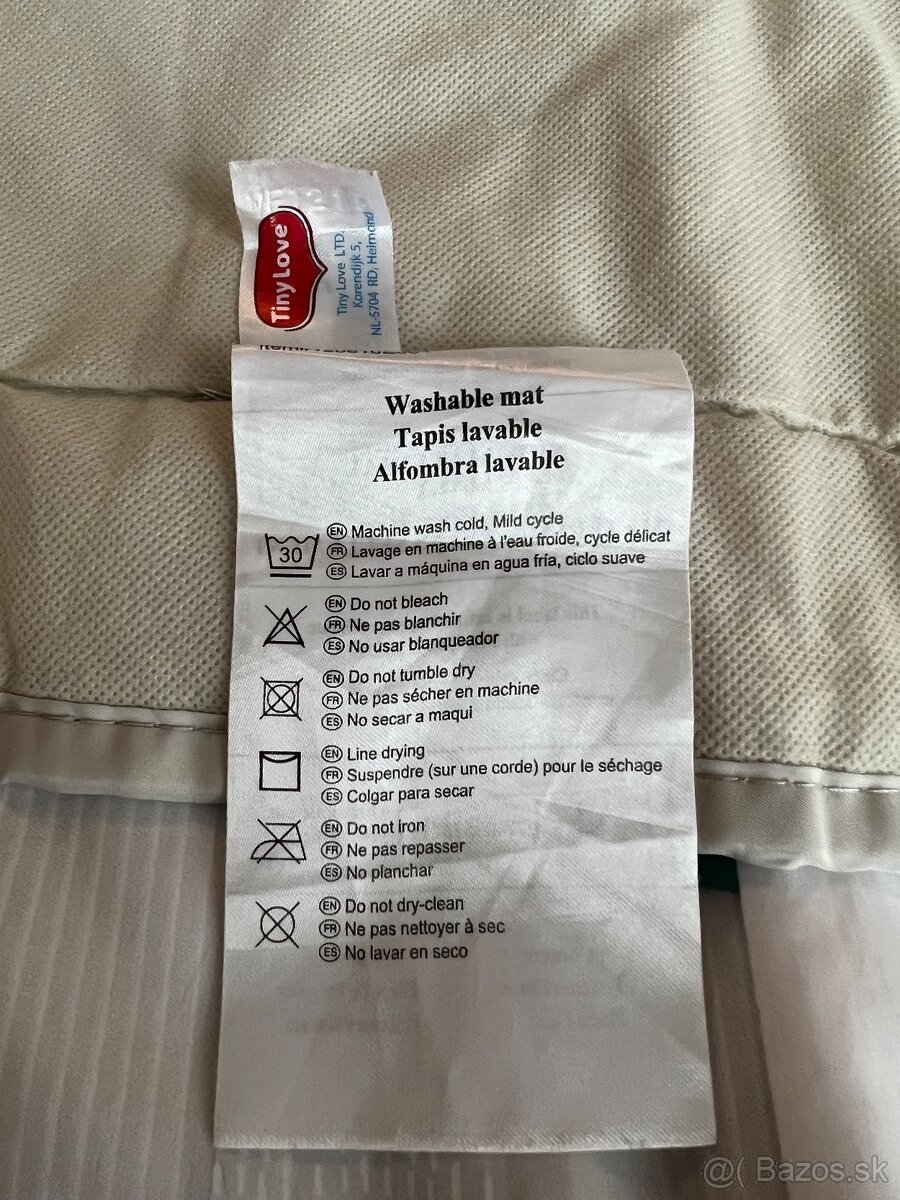 TinyLove™
Tiny Love LTD.
Korendijk 5,
NL-5704 RD, Helmond
Washable mat
Tapis lavable
Alfombra lavable
30
EN Machine wash cold, Mild cycle
FR Lavage en machine à l'eau froide, cycle délicat
ES Lavar a máquina en agua fría, ciclo suave
EN Do not bleach
FR Ne pas blanchir
ES No usar blanqueador
EN Do not tumble dry
FR Ne pas sécher en machine
ES No secar a maqui
EN Line drying
FR Suspendre (sur une corde) pour le séchage
ES Colgar para secar
EN Do not iron
FR Ne pas repasser
ES No planchar
EN Do not dry-clean
FR Ne pas nettoyer à sec
ES No lavar en seco
@( Bazos.sk